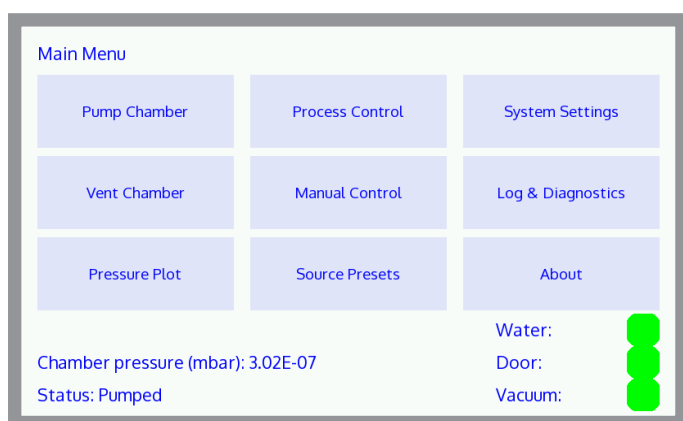 Main Menu
Pump Chamber
Process Control
System Settings
Vent Chamber
Manual Control
Log & Diagnostics
Pressure Plot
Source Presets
About
Water:
Chamber pressure (mbar): 3.02E-07
Door:
Status: Pumped
Vacuum: